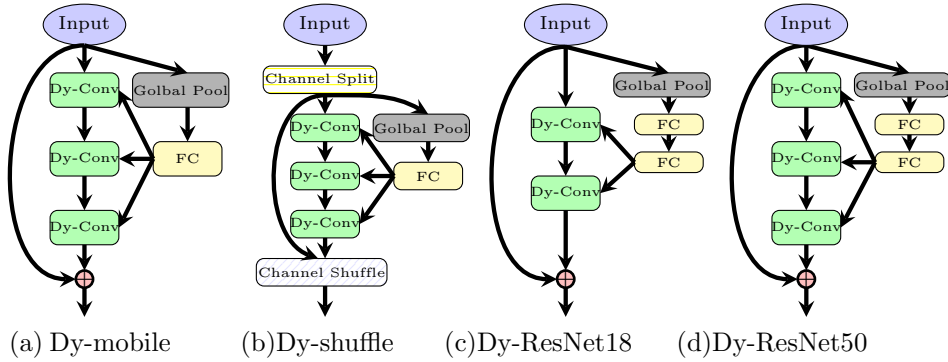 Input
Dy-Conv
Golbal Pool
Dy-Conv
FC
Dy-Conv
(a) Dy-mobile
Input
Channel Split
Dy-Conv
Golbal Pool
Dy-Conv
FC
Dy-Conv
Channel Shuffle
(b)Dy-shuffle
Input
Golbal Pool
Dy-Conv
FC
FC
Dy-Conv
(c)Dy-ResNet18
Input
Dy-Conv
Golbal Pool
FC
Dy-Conv
FC
Dy-Conv
(d)Dy-ResNet50